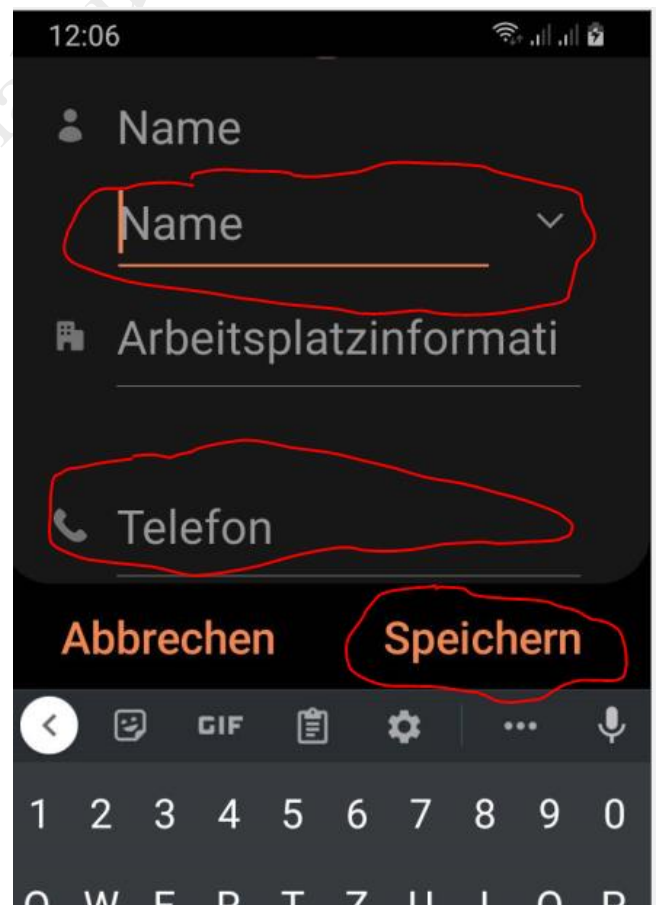 12:06
Name
Name
Arbeitsplatzinformati
Telefon
Abbrechen Speichern
GIF
1 2 3 4 5 6 7 8 9 0
Q W E R T Z U I O P